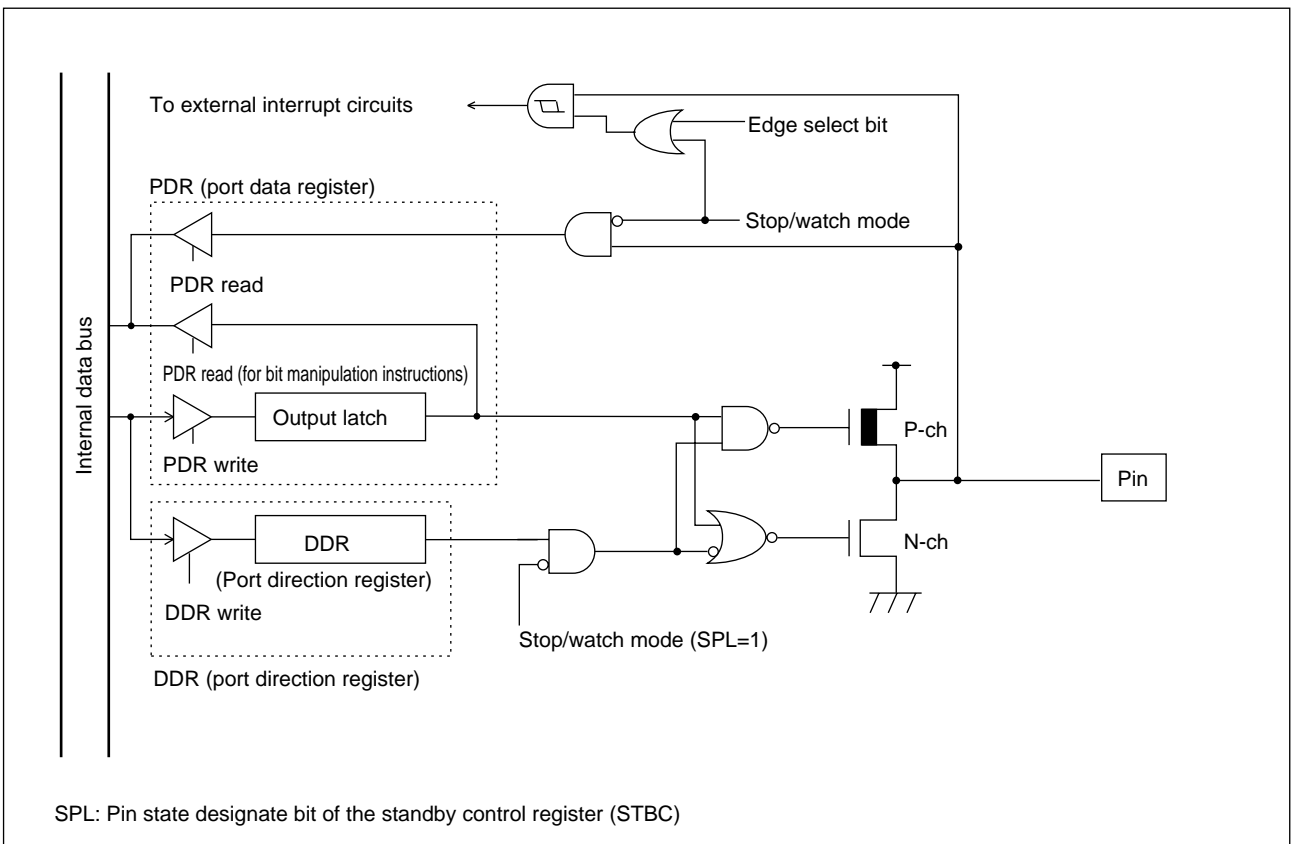 To external interrupt circuits
Edge select bit
PDR (port data register)
Stop/watch mode
PDR read
PDR read (for bit manipulation instructions)
Internal data bus
Output latch
P-ch
PDR write
Pin
DDR
N-ch
(Port direction register)
DDR write
Stop/watch mode (SPL=1)
DDR (port direction register)
SPL: Pin state designate bit of the standby control register (STBC)